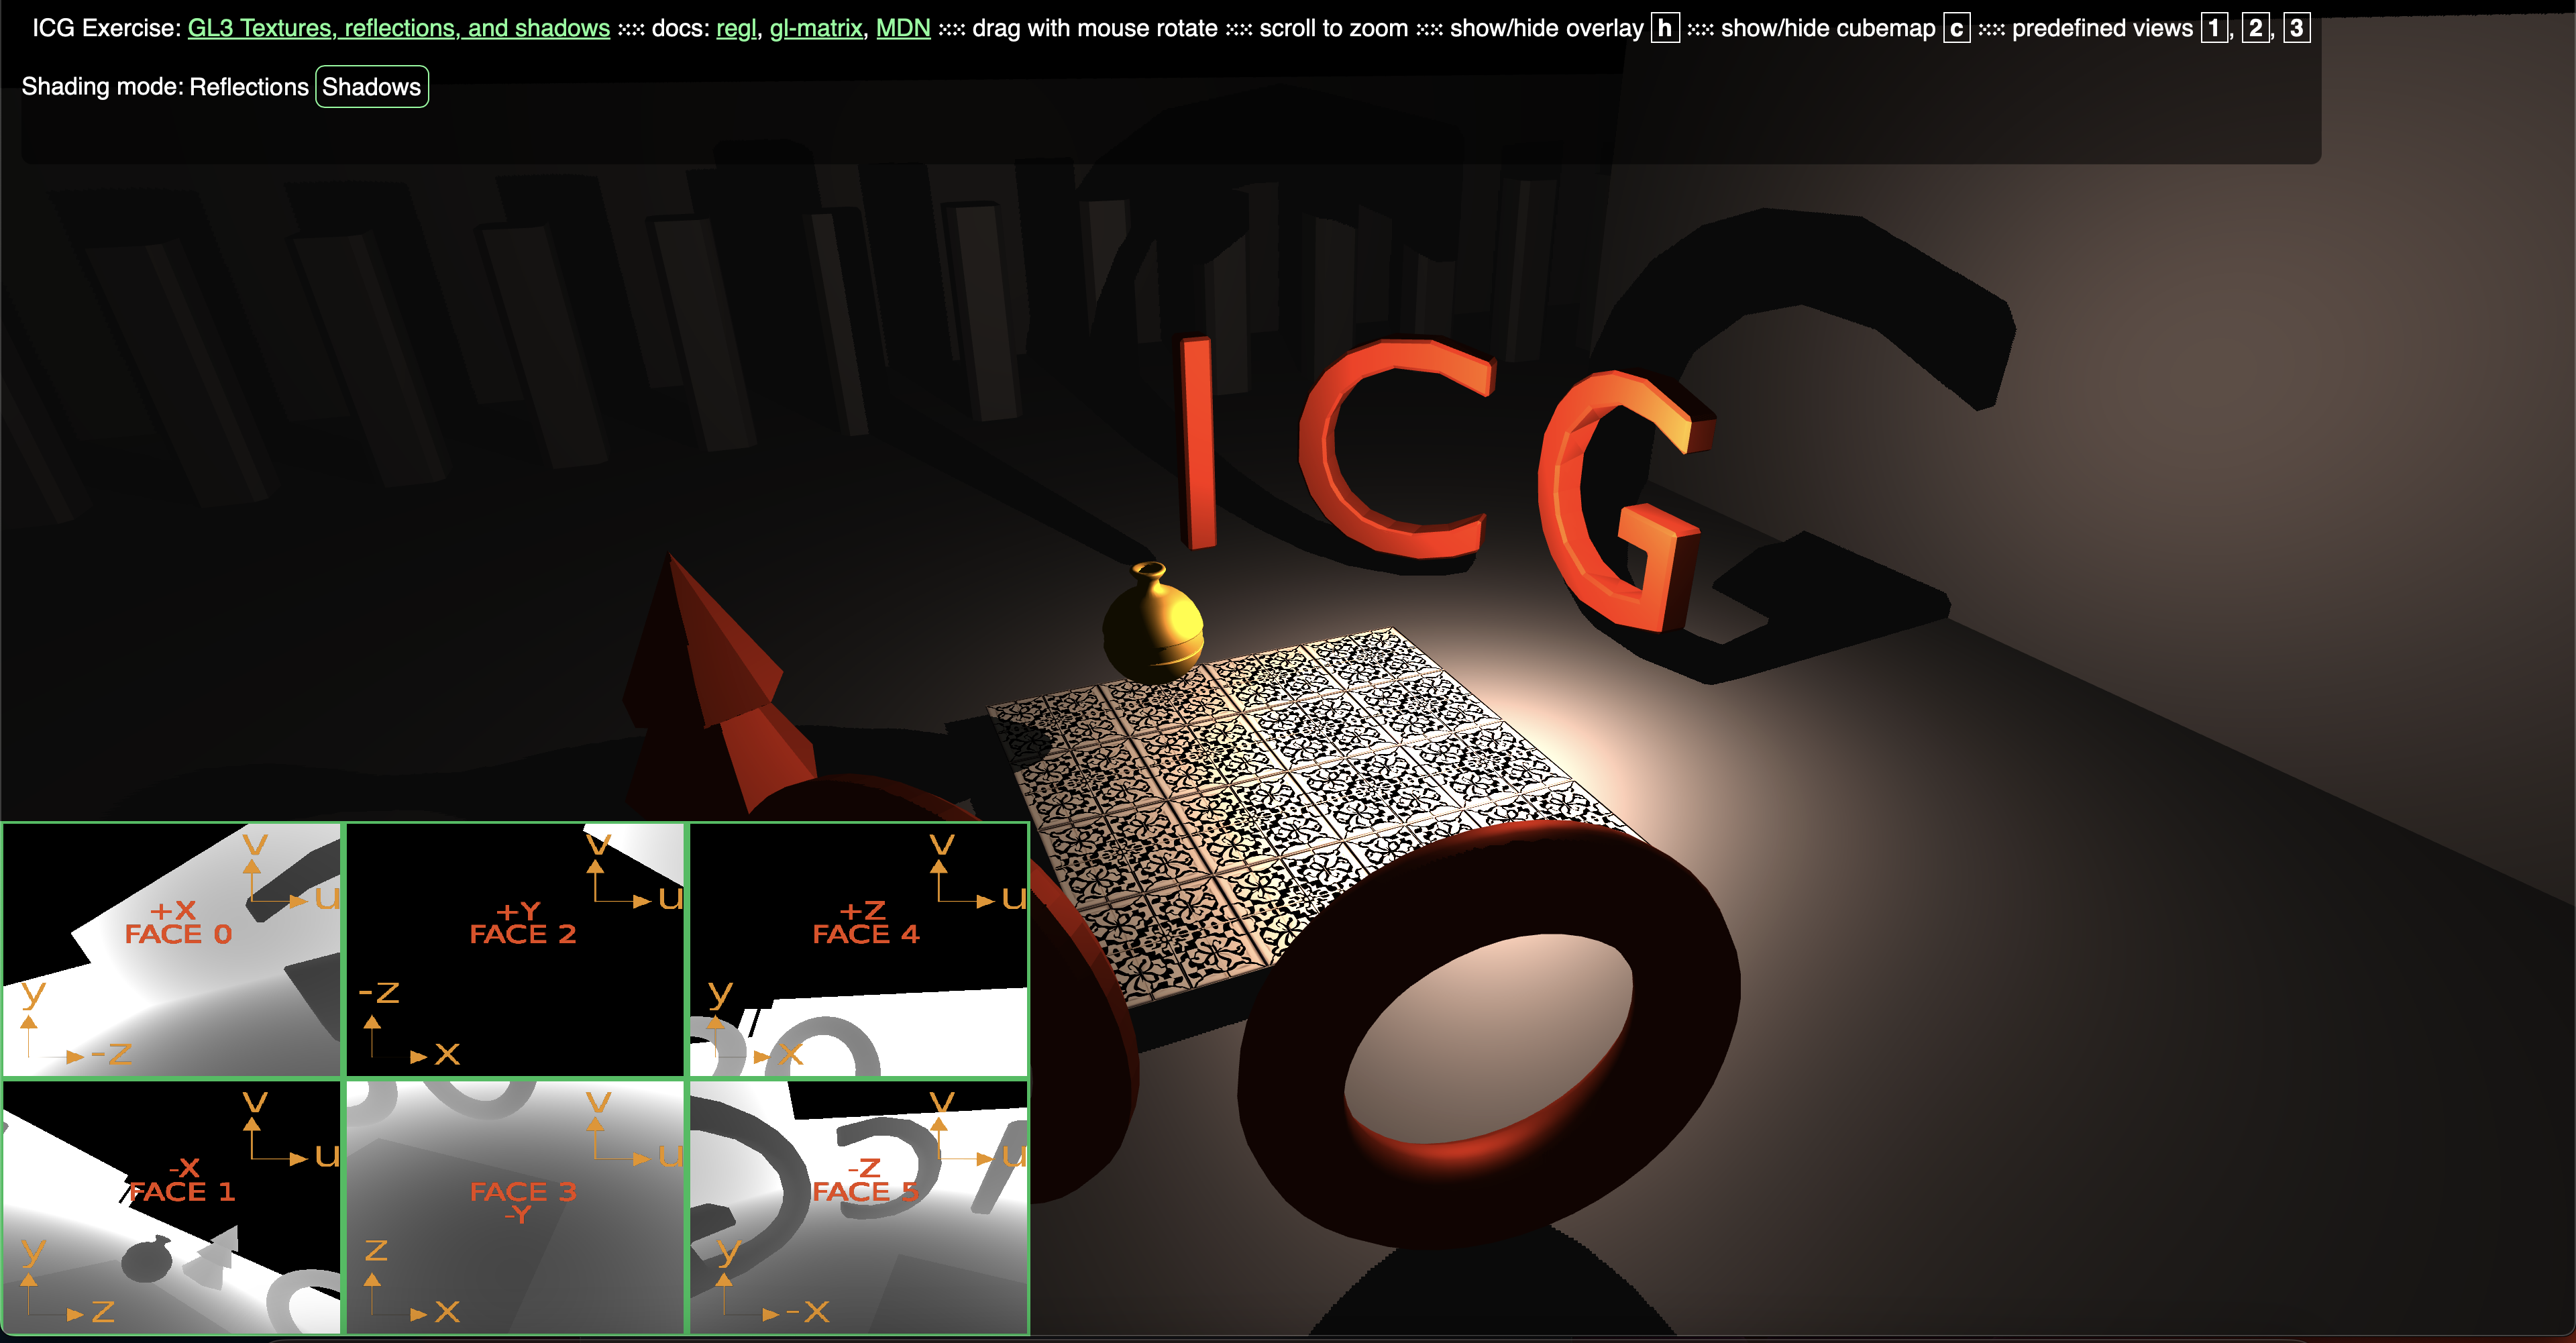 ICG Exercise: GL3 Textures, reflections, and shadows docs: regl, gl-matrix, MDN drag with mouse rotate scroll to zoom show/hide overlay h show/hide cubemap c predefined views 1, 2, 3
Shading mode: Reflections Shadows
I C G
v
u
+X
FACE 0
y
-z
v
u
+Y
FACE 2
-z
x
v
u
+Z
FACE 4
y
x
v
u
-X
FACE 1
y
z
v
u
FACE 3
-Y
z
x
v
u
-Z
FACE 5
y
-x